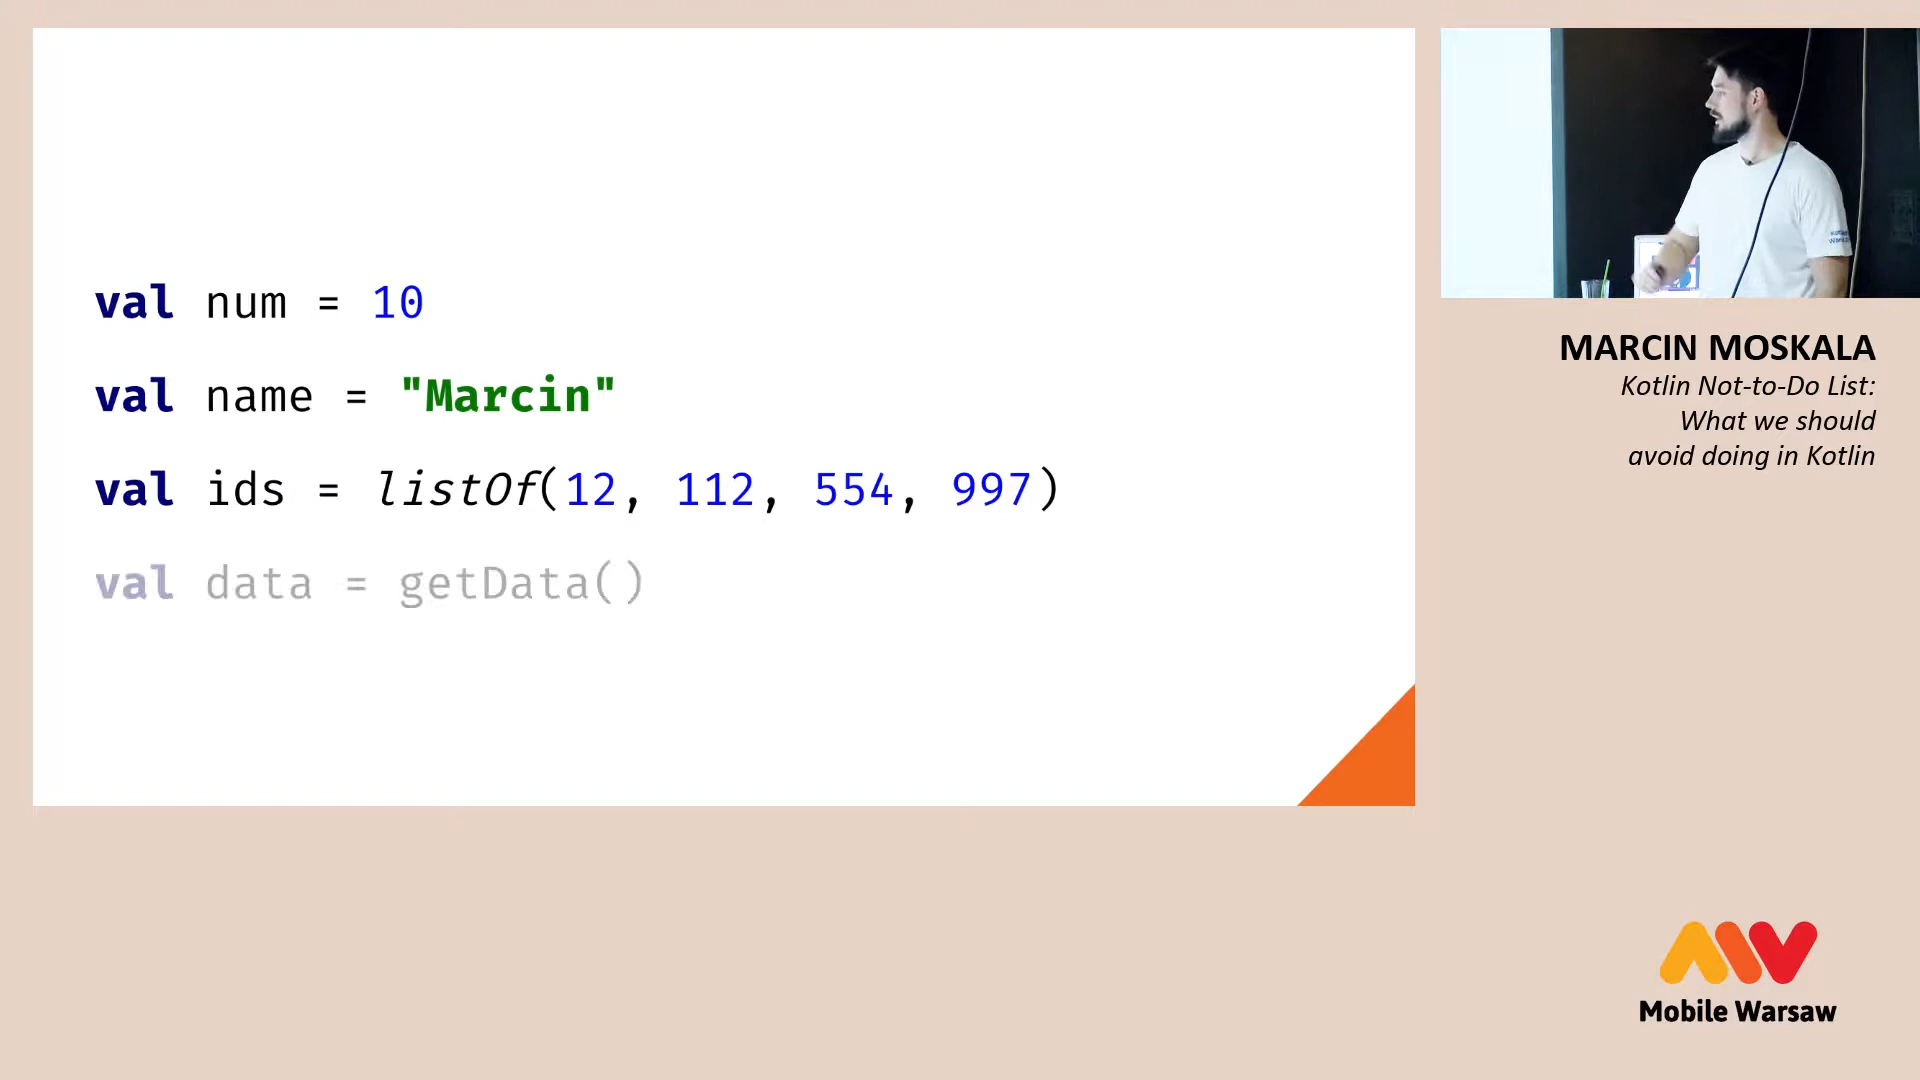 val num = 10
val name = "Marcin"
val ids = listOf(12, 112, 554, 997)
val data = getData()
MARCIN MOSKALA
Kotlin Not-to-Do List:
What we should
avoid doing in Kotlin
Mobile Warsaw